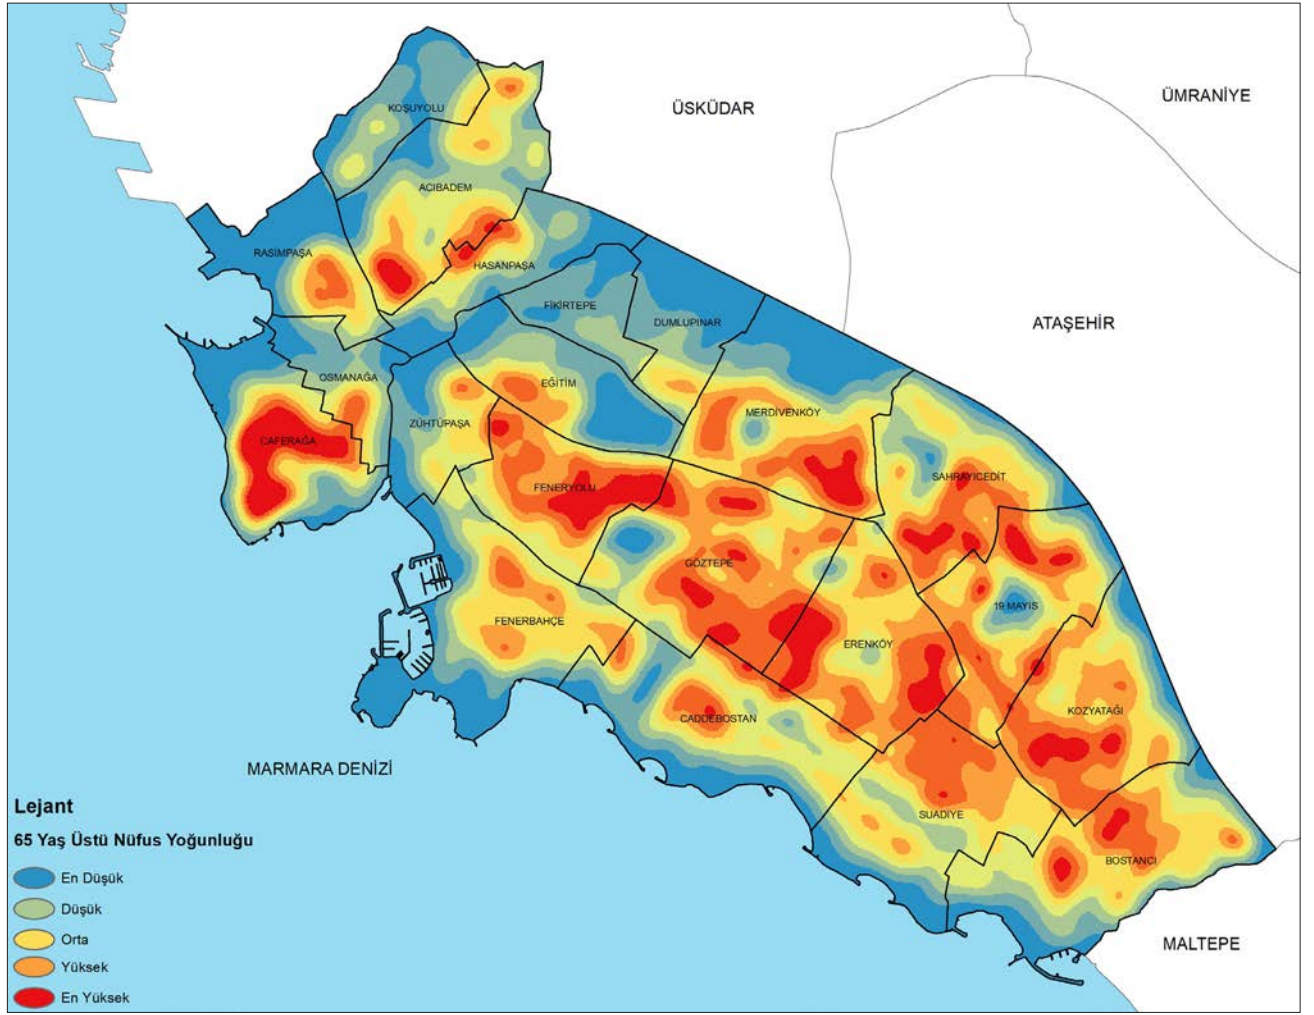 ÜMRANİYE
ÜSKÜDAR
KOŞUYOLU
ACIBADEM
RASİMPAŞA
HASANPAŞA
FİKİRTEPE
DUMLUPINAR
ATAŞEHİR
OSMANAĞA
EĞİTİM
ZÜHTÜPAŞA
MERDİVENKÖY
CAFERAĞA
SAHRAYICEDİT
FENERYOLU
GÖZTEPE
19 MAYIS
FENERBAHÇE
ERENKÖY
KOZYATAĞI
CADDEBOSTAN
MARMARA DENİZİ
SUADİYE
BOSTANCI
MALTEPE
Lejant
65 Yaş Üstü Nüfus Yoğunluğu
En Düşük
Düşük
Orta
Yüksek
En Yüksek